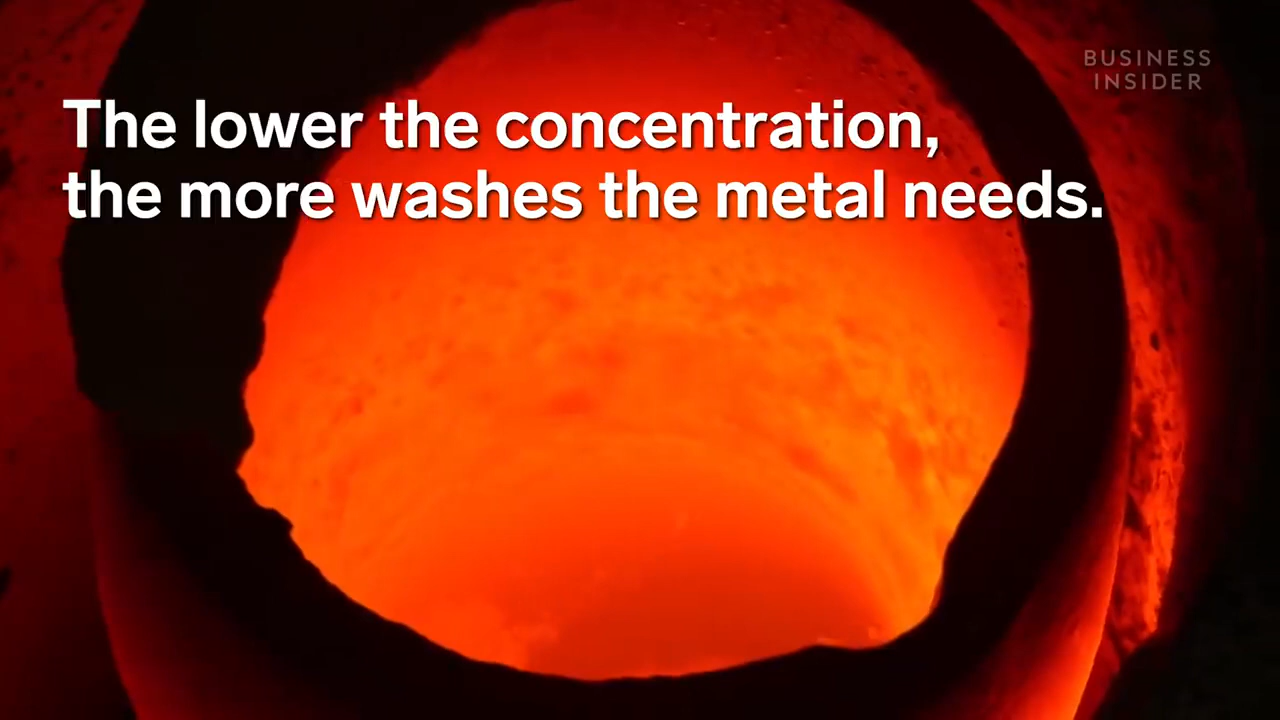 BUSINESS
INSIDER
The lower the concentration,
the more washes the metal needs.